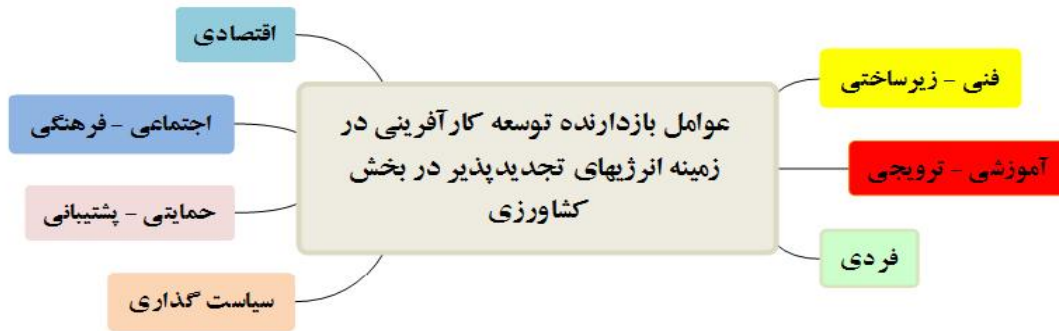 عوامل بازدارنده توسعه کارآفرینی در
زمینه انرژیهای تجدیدپذیر در بخش
کشاورزی
فنی - زیرساختی
آموزشی - ترویجی
فردی
اقتصادی
اجتماعی - فرهنگی
حمایتی - پشتیبانی
سیاست گذاری